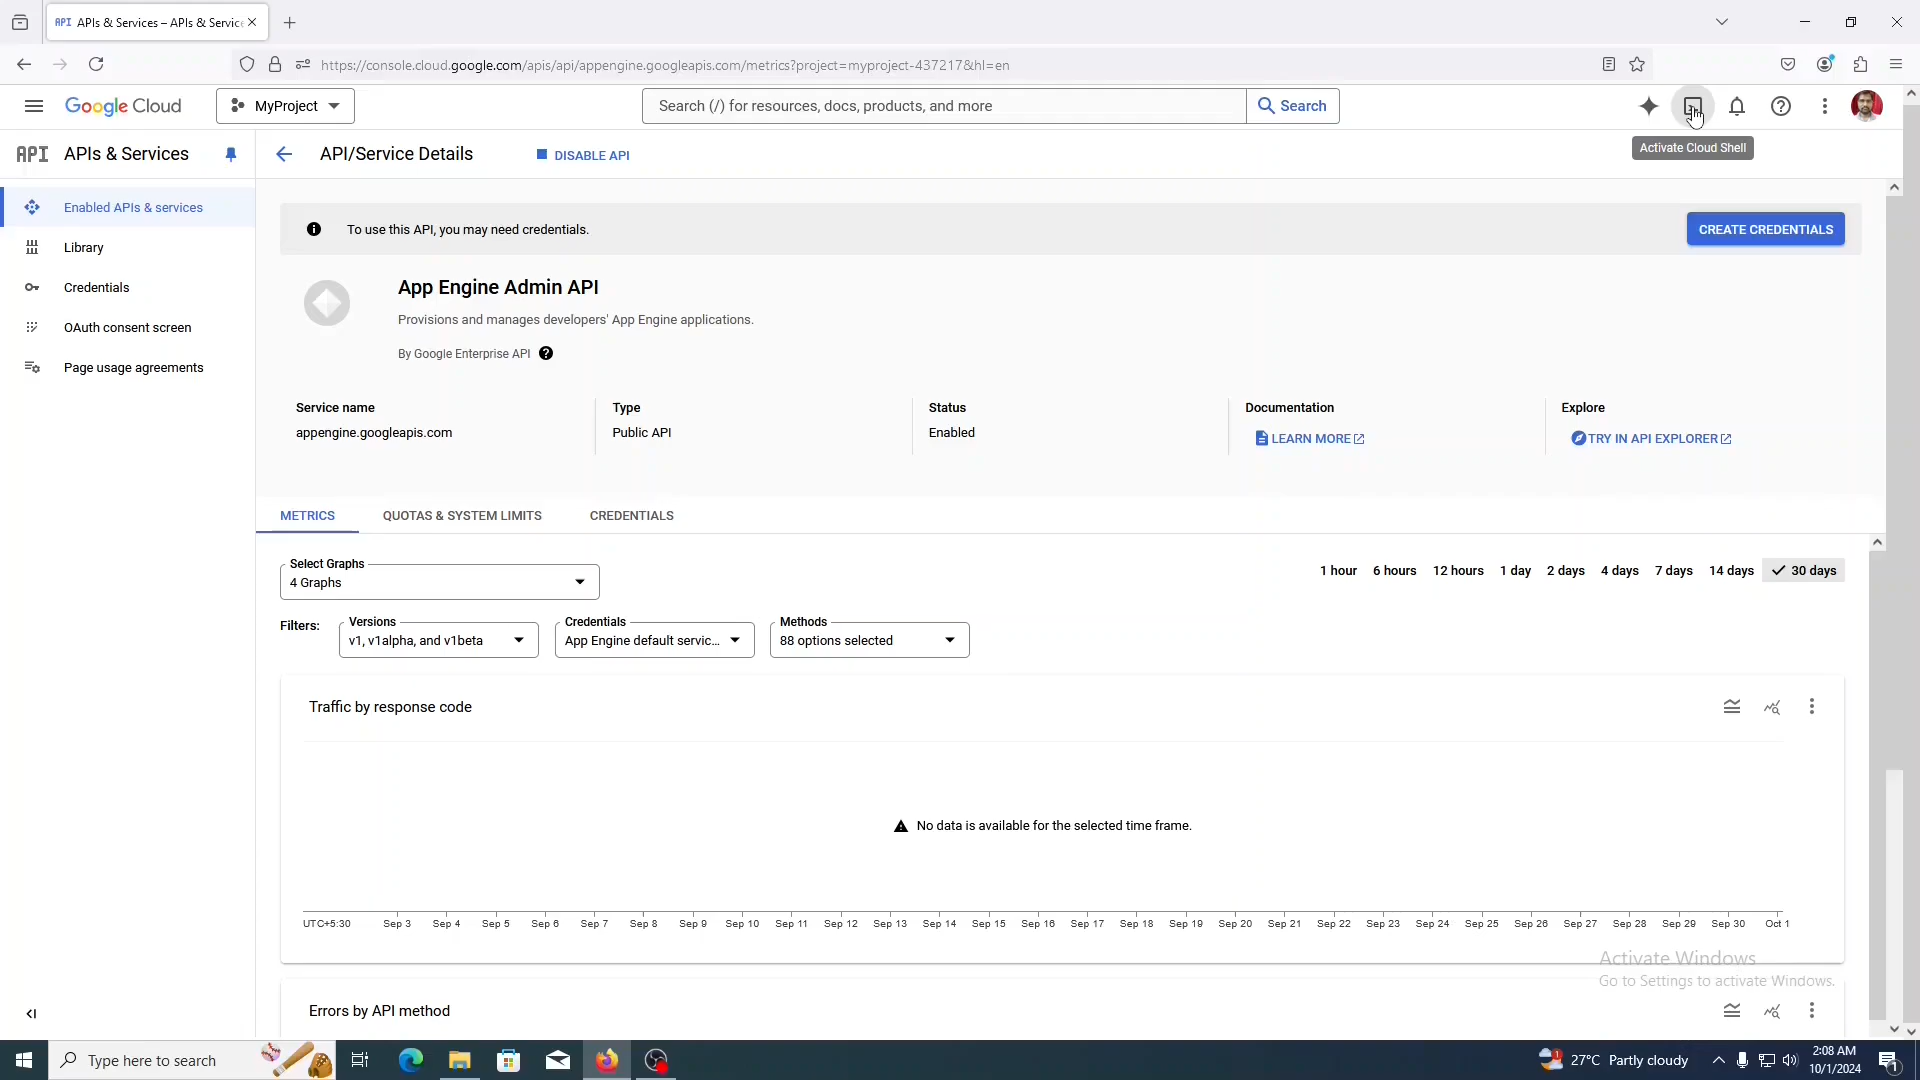 API APIs & Services – APIs & Servic
https://console.cloud.google.com/apis/api/appengine.googleapis.com/metrics?project=myproject-437217&hl=en
Google Cloud
MyProject
Search (/) for resources, docs, products, and more
Search
API APIs & Services
API/Service Details
DISABLE API
Activate Cloud Shell
Enabled APIs & services
Library
Credentials
OAuth consent screen
Page usage agreements
To use this API, you may need credentials.
CREATE CREDENTIALS
App Engine Admin API
Provisions and manages developers' App Engine applications.
By Google Enterprise API
Service name
appengine.googleapis.com
Type
Public API
Status
Enabled
Documentation
LEARN MORE
Explore
TRY IN API EXPLORER
METRICS QUOTAS & SYSTEM LIMITS CREDENTIALS
Select Graphs
4 Graphs
1 hour 6 hours 12 hours 1 day 2 days 4 days 7 days 14 days 30 days
Filters:
Versions
v1, v1alpha, and v1beta
Credentials
App Engine default servic...
Methods
88 options selected
Traffic by response code
No data is available for the selected time frame.
UTC+5:30 Sep 3 Sep 4 Sep 5 Sep 6 Sep 7 Sep 8 Sep 9 Sep 10 Sep 11 Sep 12 Sep 13 Sep 14 Sep 15 Sep 16 Sep 17 Sep 18 Sep 19 Sep 20 Sep 21 Sep 22 Sep 23 Sep 24 Sep 25 Sep 26 Sep 27 Sep 28 Sep 29 Sep 30 Oct 1
Activate Windows
Go to Settings to activate Windows.
Errors by API method
Type here to search
27°C Partly cloudy
2:08 AM
10/1/2024
1